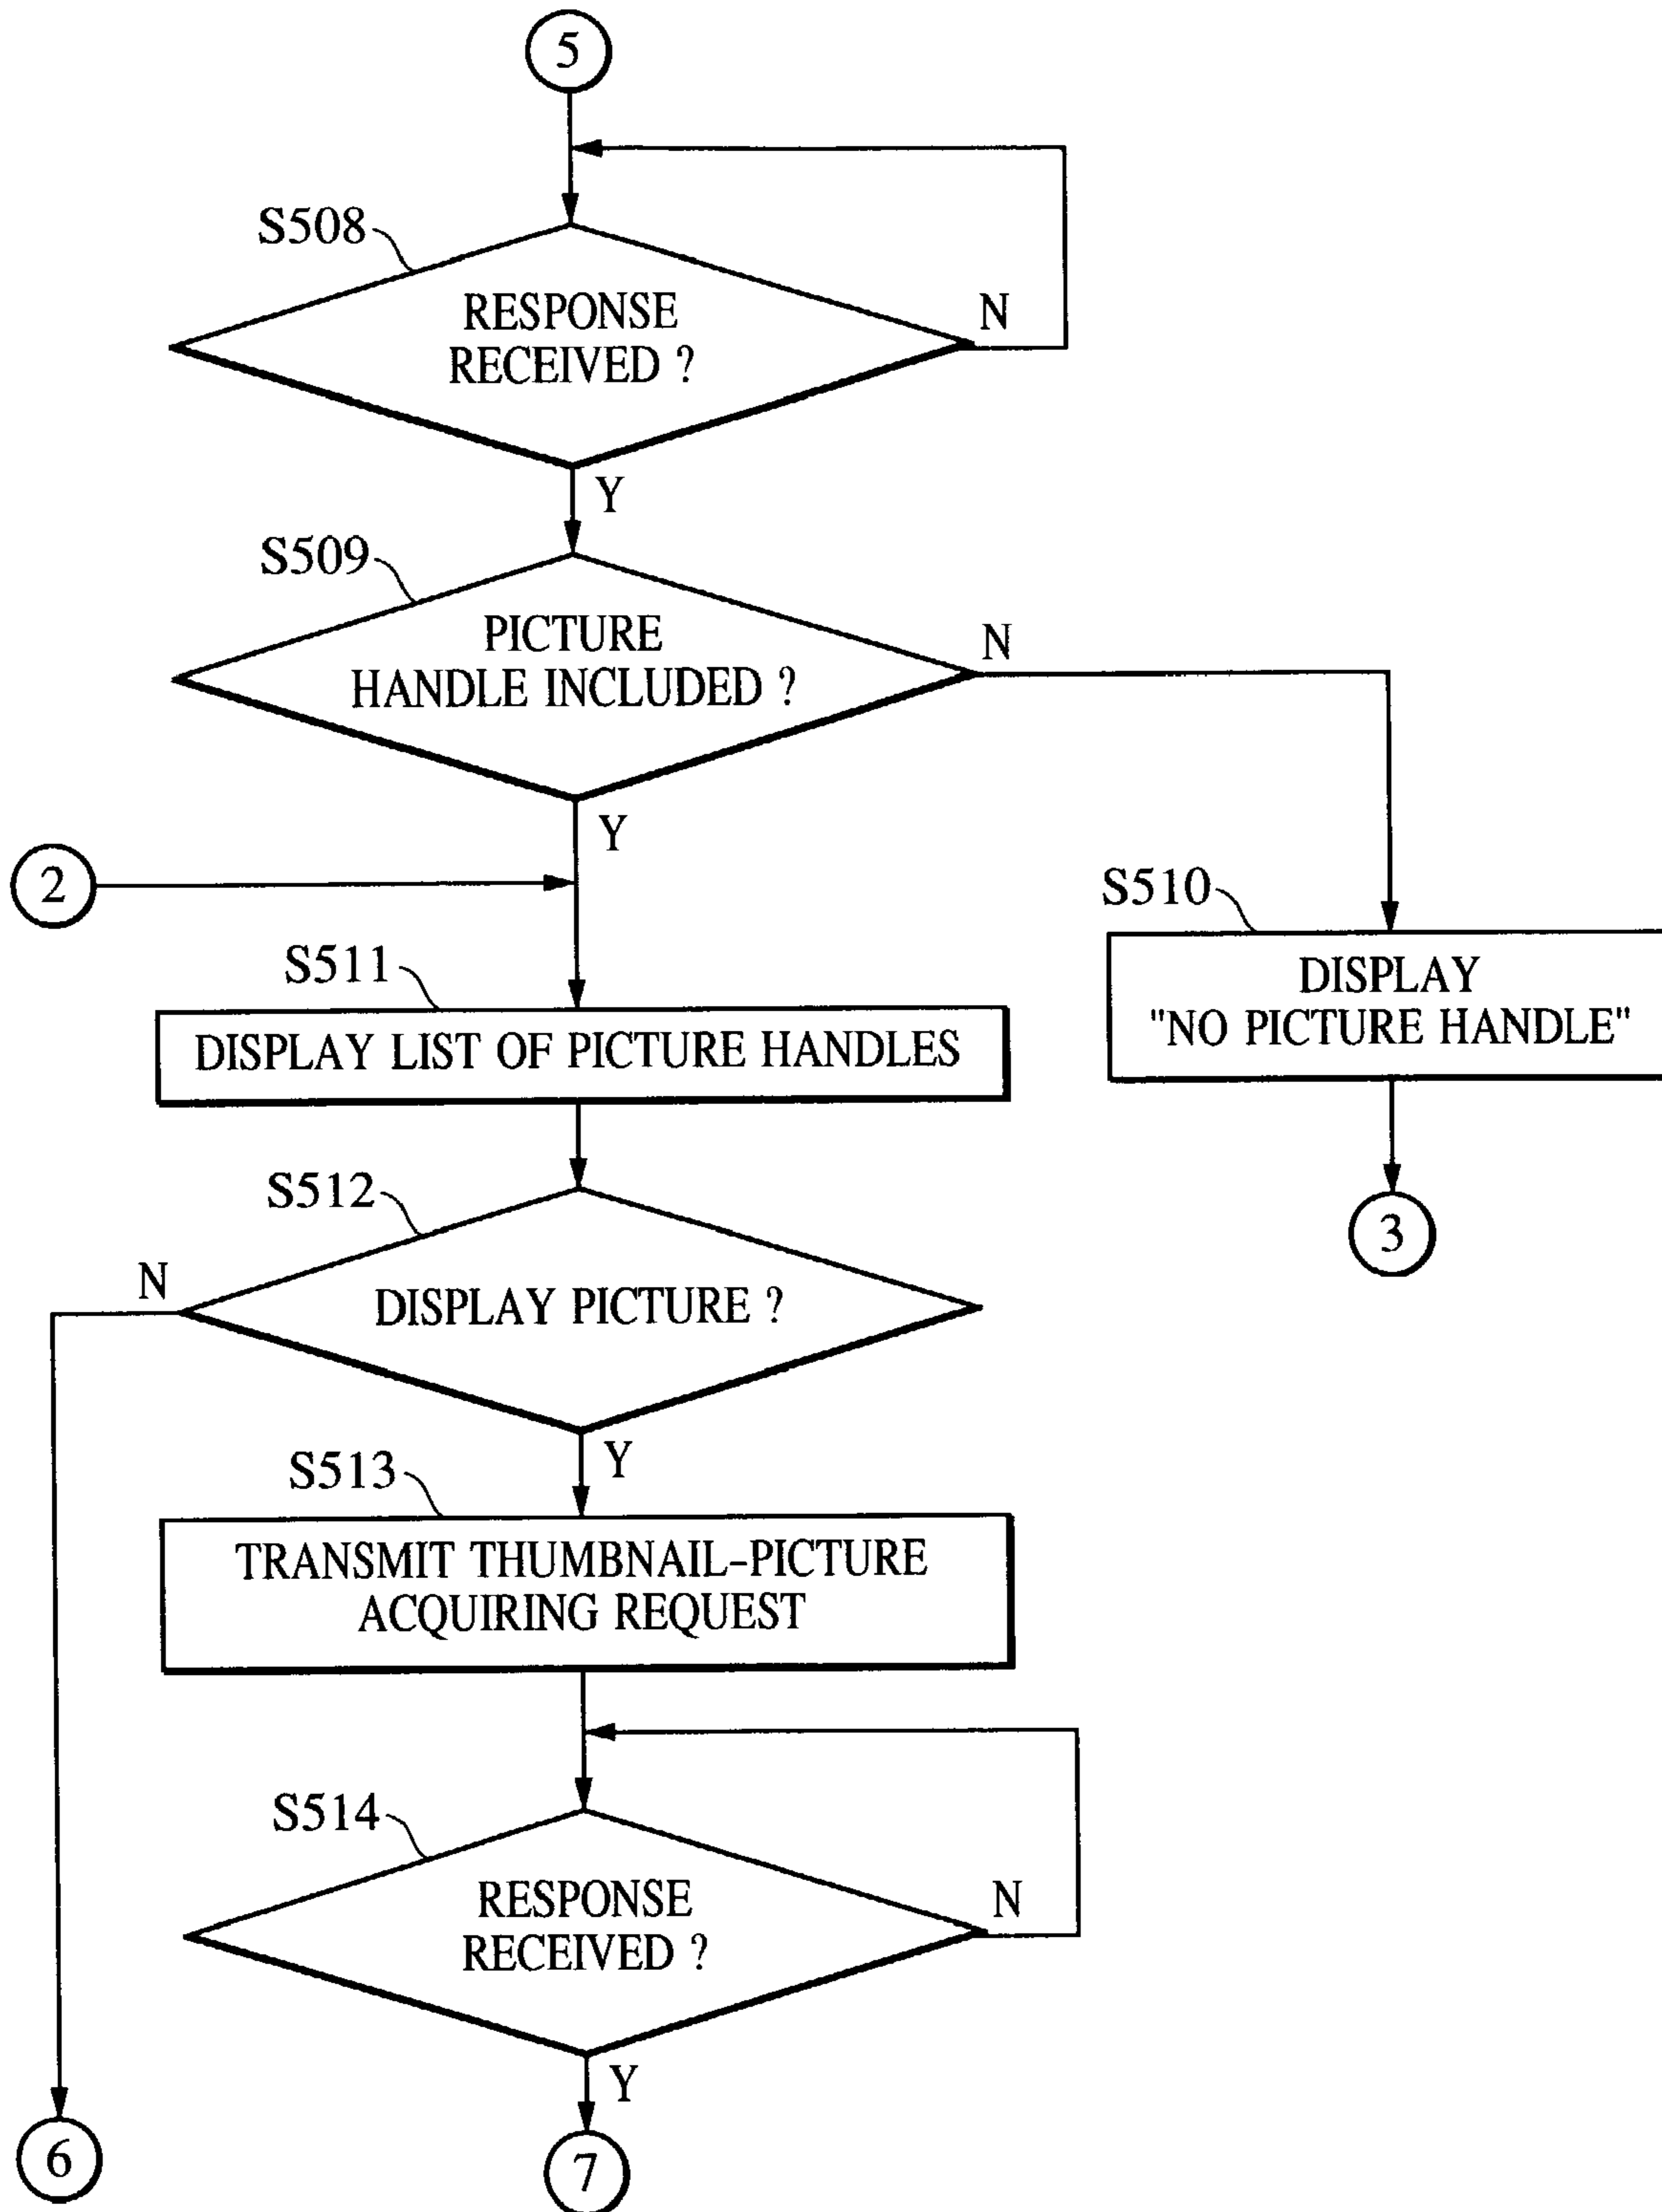 5
S508
RESPONSE
RECEIVED ?
N
Y
S509
PICTURE
HANDLE INCLUDED ?
N
Y
2
S510
DISPLAY
"NO PICTURE HANDLE"
3
S511
DISPLAY LIST OF PICTURE HANDLES
S512
N
DISPLAY PICTURE ?
Y
S513
TRANSMIT THUMBNAIL-PICTURE
ACQUIRING REQUEST
S514
RESPONSE
RECEIVED ?
N
Y
6
7